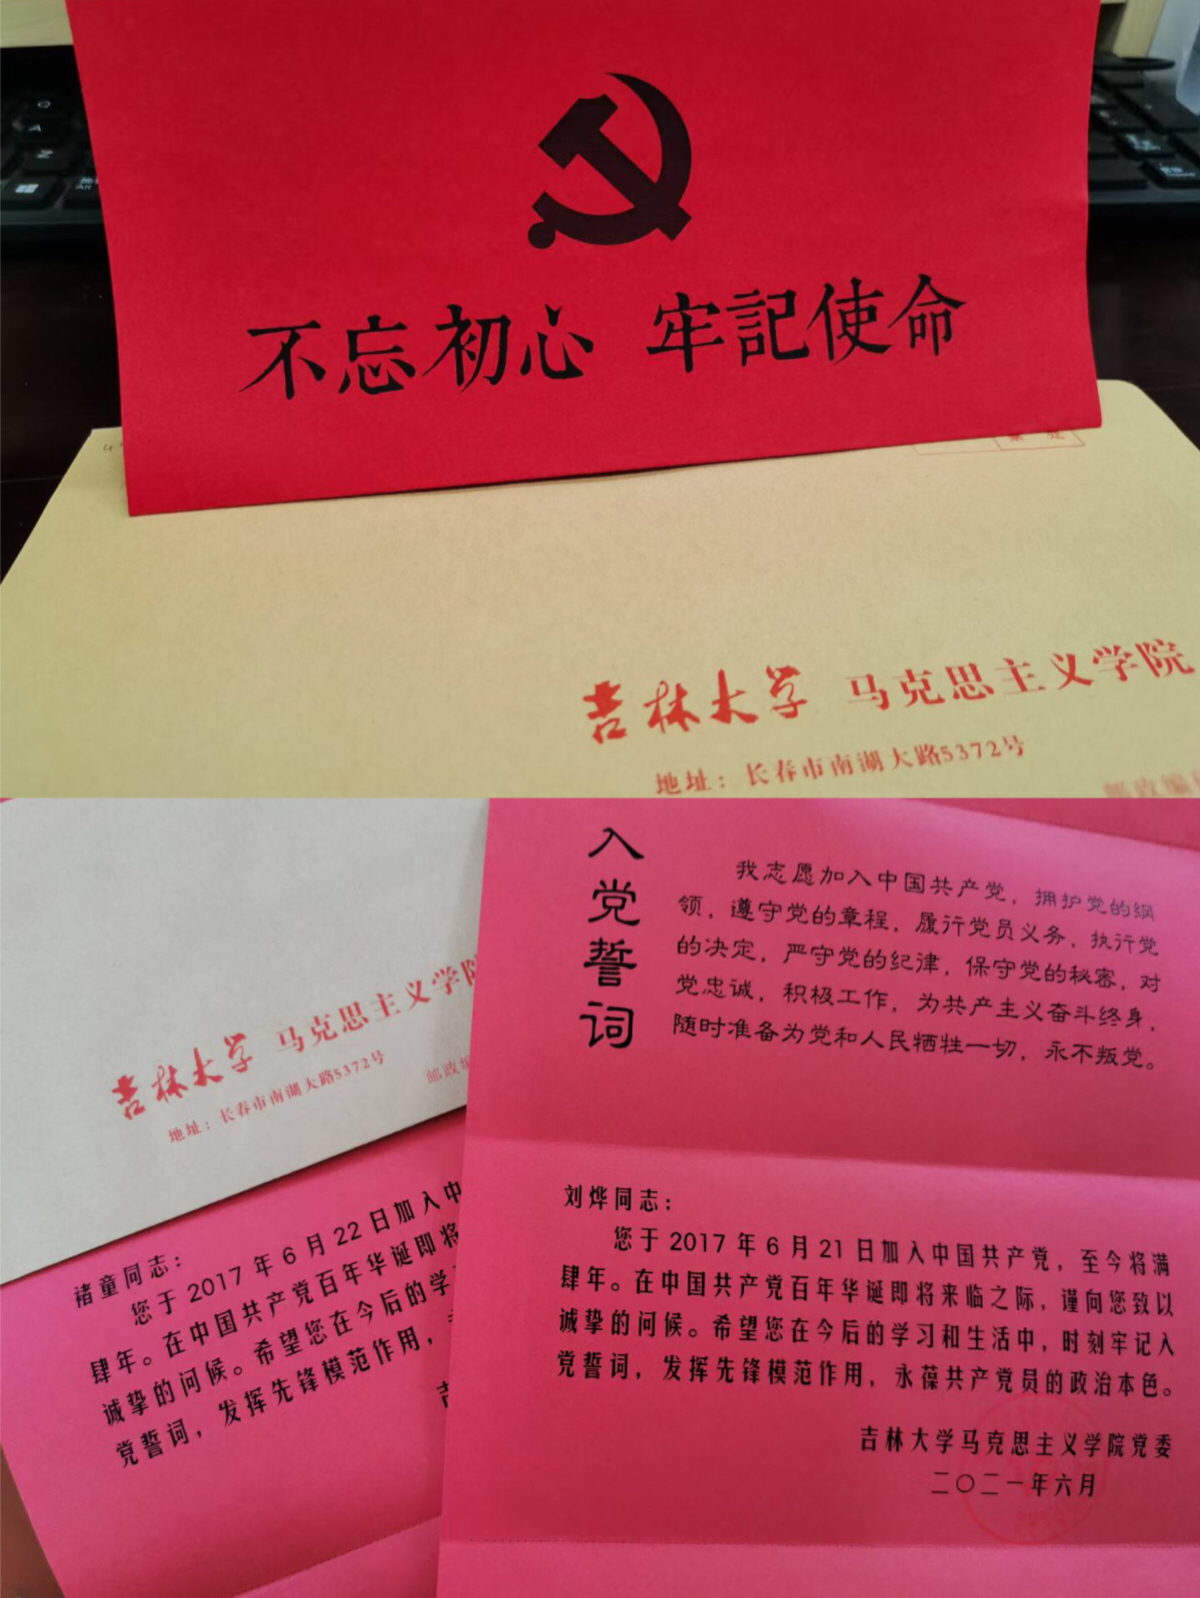 不忘初心 牢記使命
吉林大学 马克思主义学院
地址：长春市南湖大路5372号
邮政编
吉林大学 马克思主义学院
地址：长春市南湖大路5372号
邮政编
入党誓词
我志愿加入中国共产党，拥护党的纲
领，遵守党的章程，履行党员义务，执行党
的决定，严守党的纪律，保守党的秘密，对
党忠诚，积极工作，为共产主义奋斗终身，
随时准备为党和人民牺牲一切，永不叛党。
褚童同志：
您于2017年6月22日加入中
肆年。在中国共产党百年华诞即将
诚挚的问候。希望您在今后的学习
党誓词，发挥先锋模范作用，
吉
刘烨同志：
您于2017年6月21日加入中国共产党，至今将满
肆年。在中国共产党百年华诞即将来临之际，谨向您致以
诚挚的问候。希望您在今后的学习和生活中，时刻牢记入
党誓词，发挥先锋模范作用，永葆共产党员的政治本色。
吉林大学马克思主义学院党委
二〇二一年六月